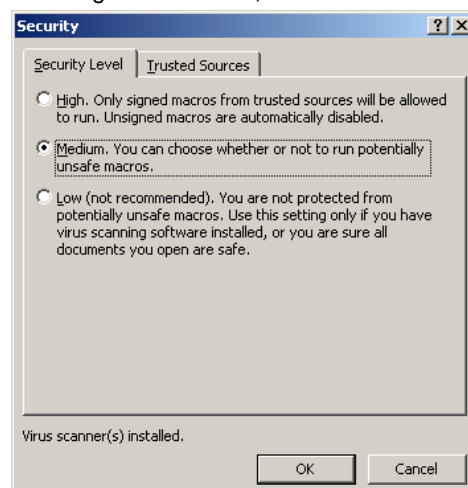 Security
Security Level Trusted Sources
High. Only signed macros from trusted sources will be allowed
to run. Unsigned macros are automatically disabled.
Medium. You can choose whether or not to run potentially
unsafe macros.
Low (not recommended). You are not protected from
potentially unsafe macros. Use this setting only if you have
virus scanning software installed, or you are sure all
documents you open are safe.
Virus scanner(s) installed.
OK Cancel